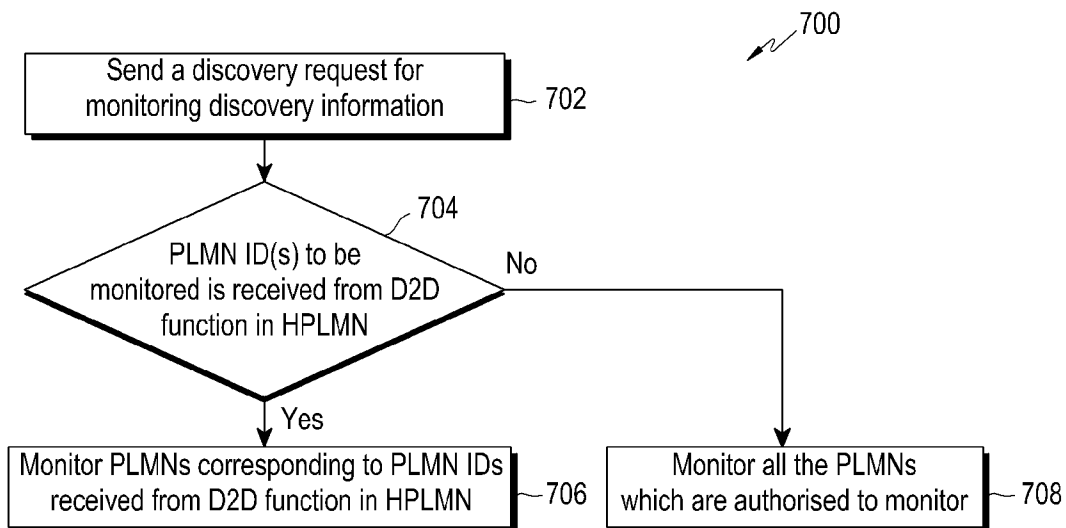 700
Send a discovery request for
monitoring discovery information
702
704
PLMN ID(s) to be
monitored is received from D2D
function in HPLMN
No
Yes
Monitor PLMNs corresponding to PLMN IDs
received from D2D function in HPLMN
706
Monitor all the PLMNs
which are authorised to monitor
708